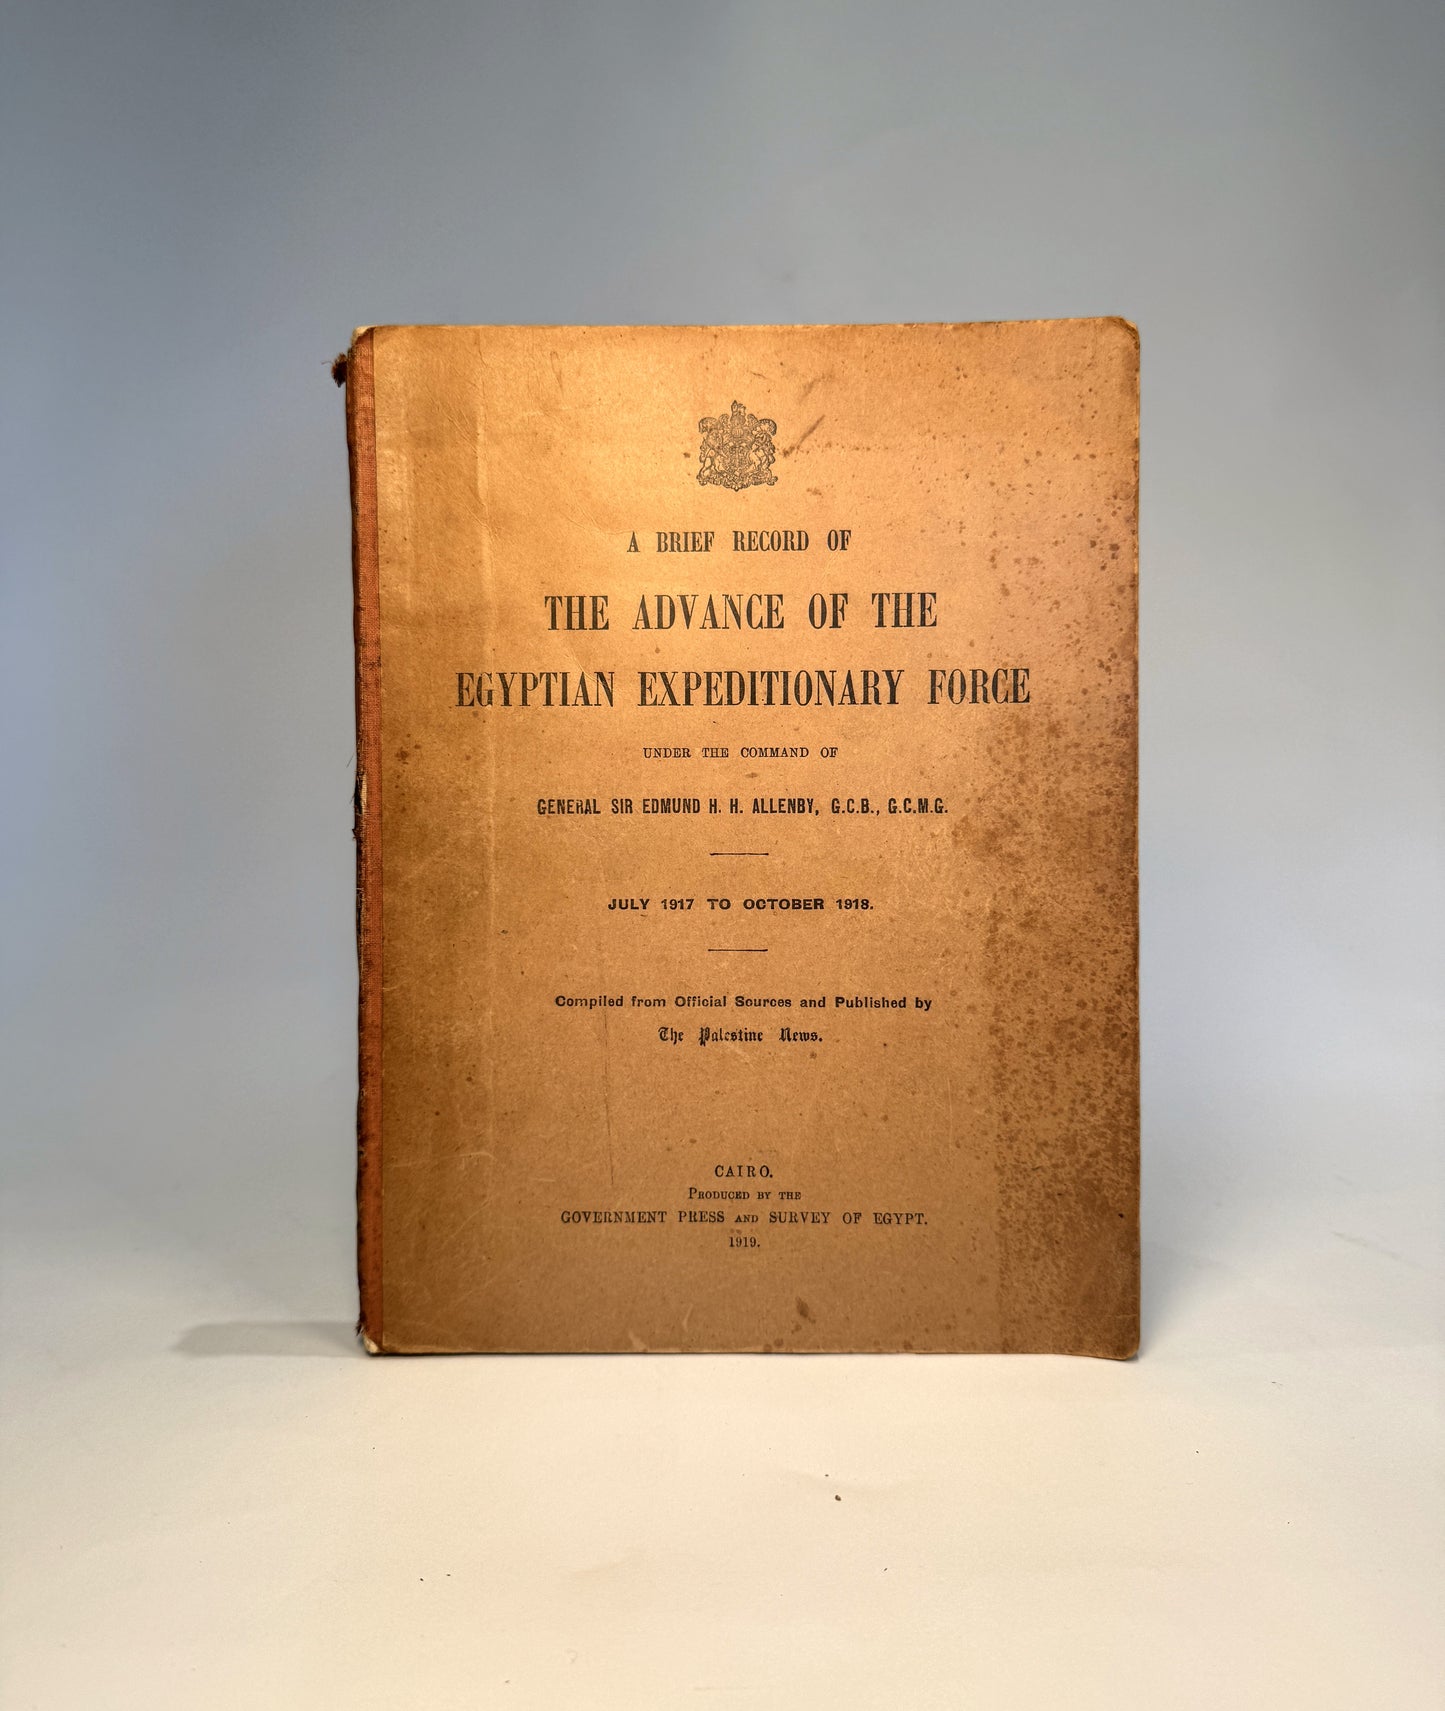 A BRIEF RECORD OF
THE ADVANCE OF THE
EGYPTIAN EXPEDITIONARY FORCE
UNDER THE COMMAND OF
GENERAL SIR EDMUND H. H. ALLENBY, G.C.B., G.C.M.G.
JULY 1917 TO OCTOBER 1918.
Compiled from Official Sources and Published by
The Palestine News.
CAIRO.
PRODUCED BY THE
GOVERNMENT PRESS AND SURVEY OF EGYPT.
1919.